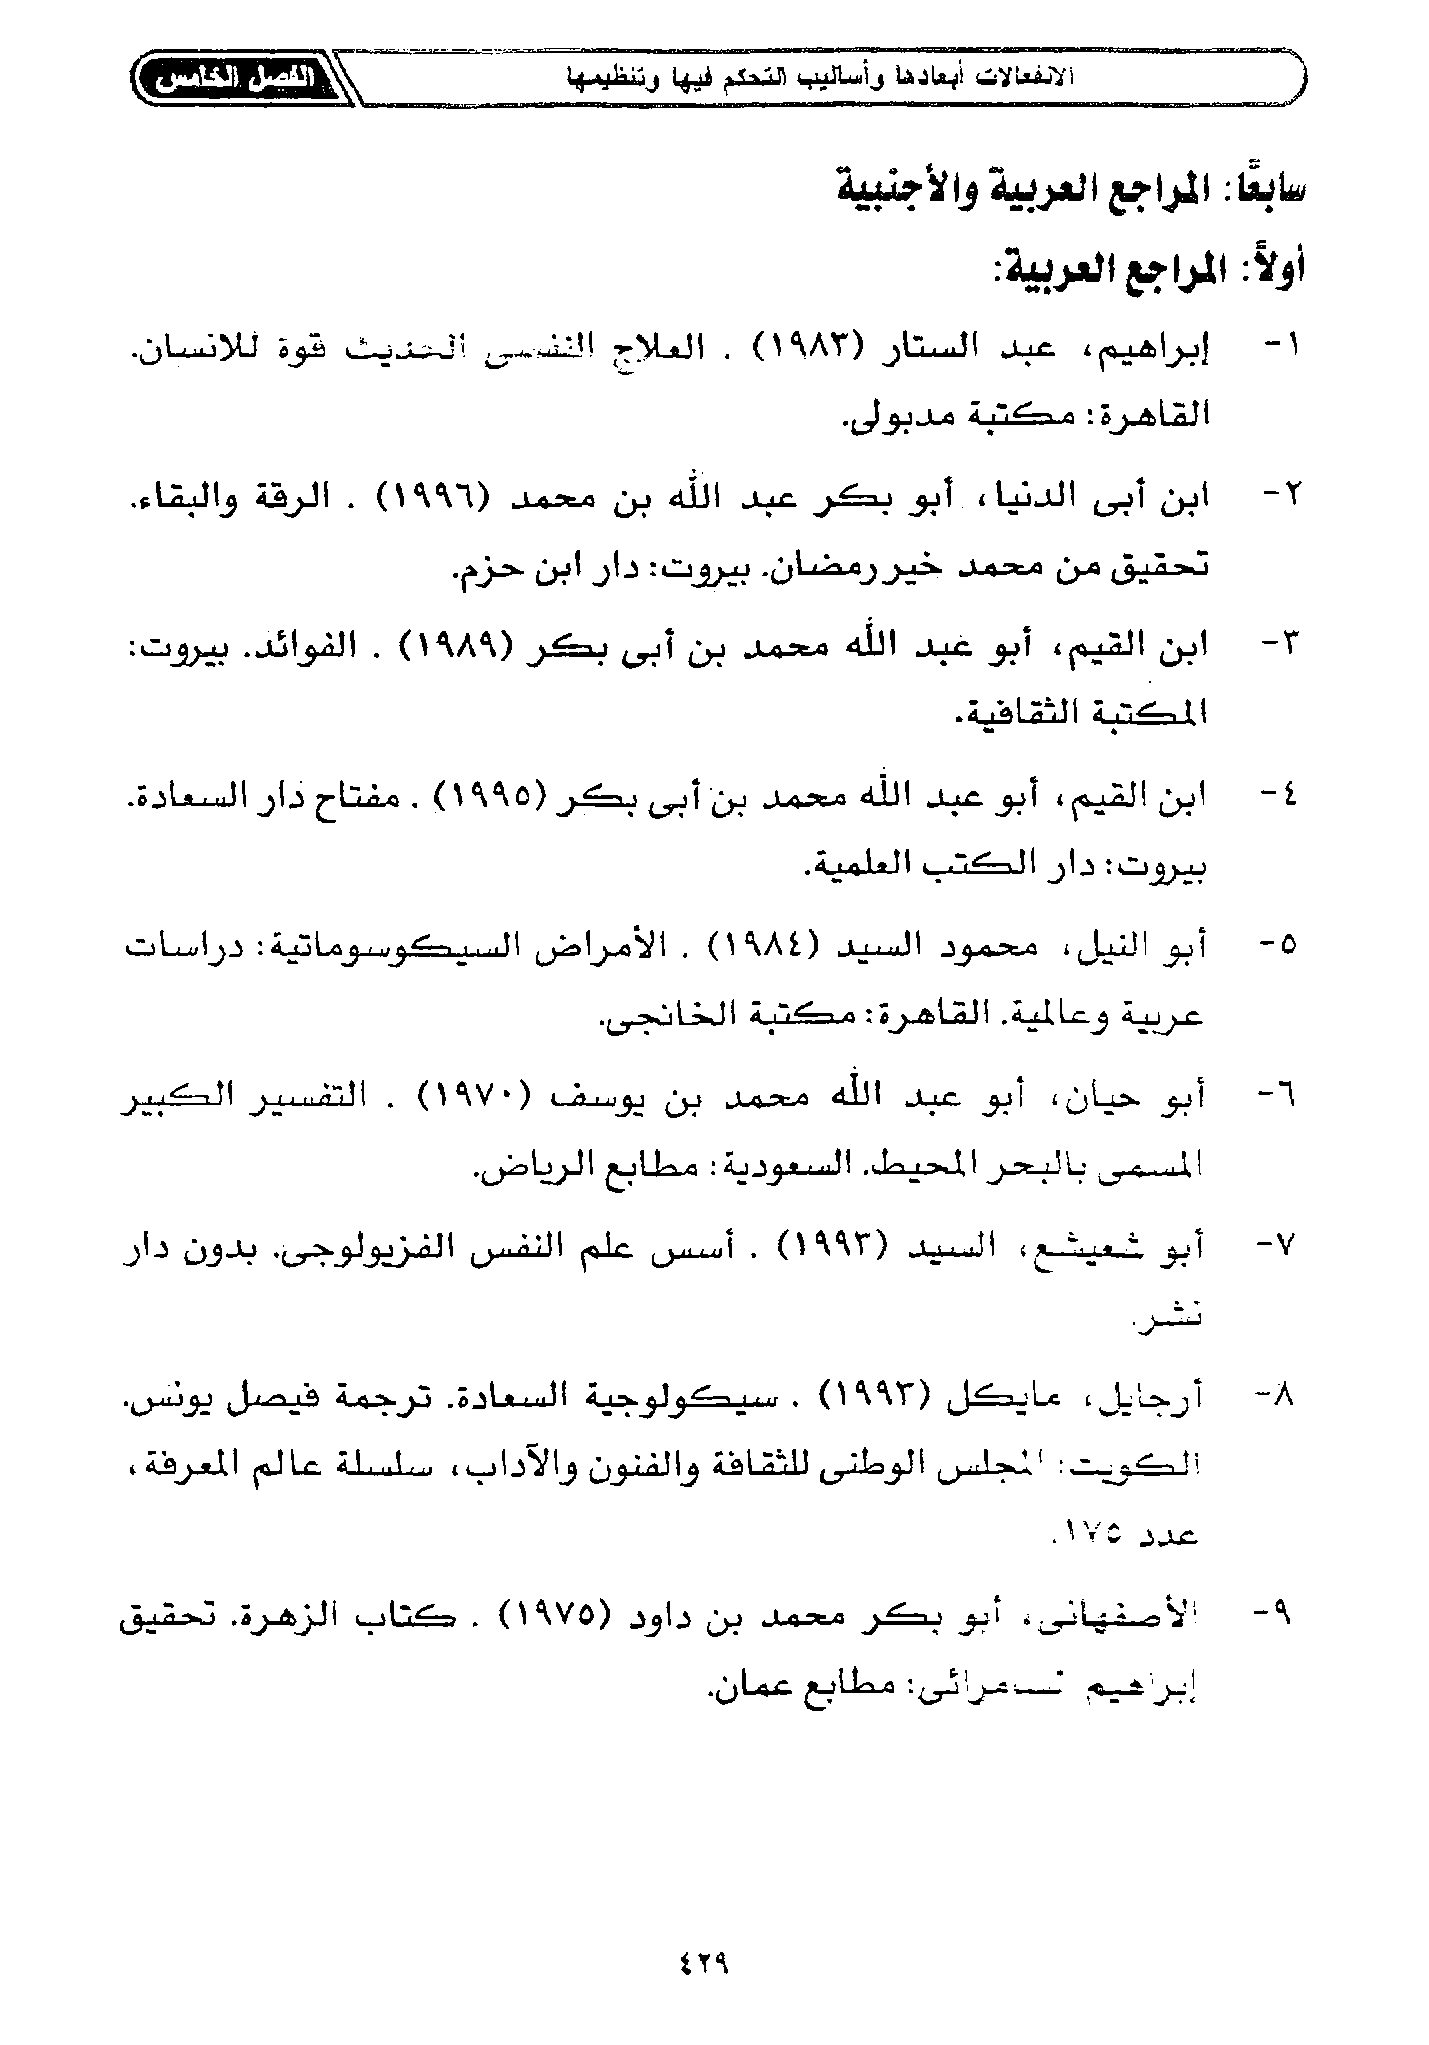 الانفعالات أبعادها وأساليب التحكم فيها وتنظيمها
الفصل الخامس
سابعًا: المراجع العربية والأجنبية
أولاً: المراجع العربية:
١- إبراهيم، عبد الستار (١٩٨٣) . العلاج النفسى الحديث قوة للانسان.
القاهرة: مكتبة مدبولى.
٢- ابن أبى الدنيا، أبو بكر عبد الله بن محمد (١٩٩٦) . الرقة والبقاء.
تحقيق من محمد خير رمضان. بيروت: دار ابن حزم.
٣- ابن القيم، أبو عبد الله محمد بن أبى بكر (١٩٨٩) . الفوائد. بيروت:
المكتبة الثقافية.
٤- ابن القيم، أبو عبد الله محمد بن أبى بكر (١٩٩٥) . مفتاح دار السعادة.
بيروت: دار الكتب العلمية.
٥- أبو النيل، محمود السيد (١٩٨٤) . الأمراض السيكوسوماتية: دراسات
عربية وعالمية. القاهرة: مكتبة الخانجى.
٦- أبو حيان، أبو عبد الله محمد بن يوسف (١٩٧٠) . التفسير الكبير
المسمى بالبحر المحيط. السعودية: مطابع الرياض.
٧- أبو شعيشع، السيد (١٩٩٣) . أسس علم النفس الفزيولوجى. بدون دار
نشر.
٨- أرجايل، مايكل (١٩٩٣) . سيكولوجية السعادة. ترجمة فيصل يونس.
الكويت: المجلس الوطنى للثقافة والفنون والآداب، سلسلة عالم المعرفة،
عدد ١٧٥.
٩- الأصفهانى، أبو بكر محمد بن داود (١٩٧٥) . كتاب الزهرة. تحقيق
إبراهيم السامرائى: مطابع عمان.
٤٢٩